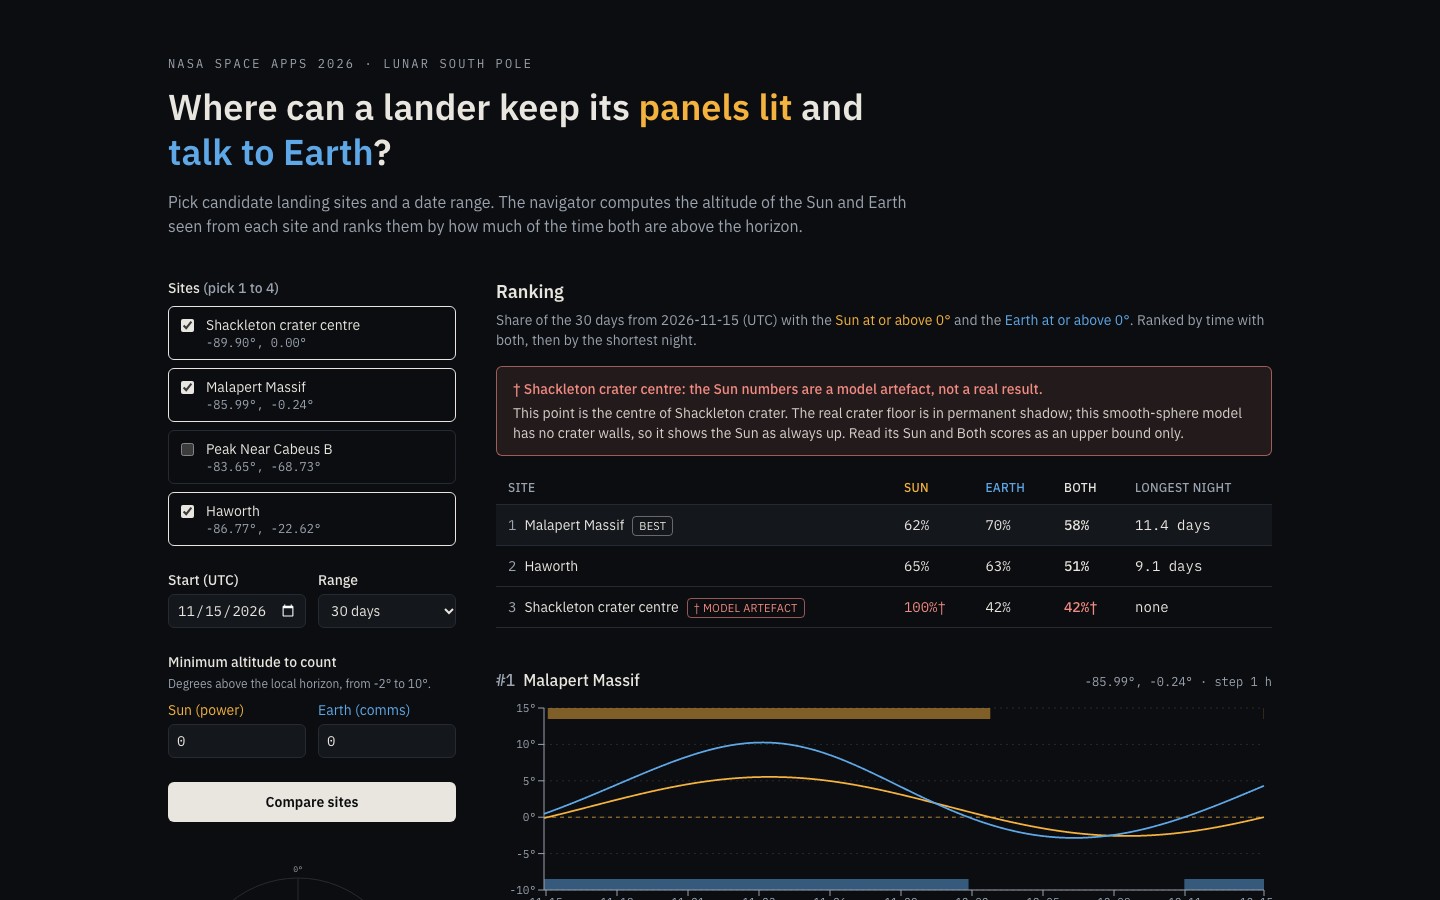 NASA SPACE APPS 2026 · LUNAR SOUTH POLE
Where can a lander keep its panels lit and
talk to Earth?
Pick candidate landing sites and a date range. The navigator computes the altitude of the Sun and Earth
seen from each site and ranks them by how much of the time both are above the horizon.
Sites (pick 1 to 4)
Shackleton crater centre
-89.90°, 0.00°
Malapert Massif
-85.99°, -0.24°
Peak Near Cabeus B
-83.65°, -68.73°
Haworth
-86.77°, -22.62°
Start (UTC) Range
11/15/2026 30 days
Minimum altitude to count
Degrees above the local horizon, from -2° to 10°.
Sun (power) Earth (comms)
0 0
Compare sites
0°
Ranking
Share of the 30 days from 2026-11-15 (UTC) with the Sun at or above 0° and the Earth at or above 0°. Ranked by time with
both, then by the shortest night.
† Shackleton crater centre: the Sun numbers are a model artefact, not a real result.
This point is the centre of Shackleton crater. The real crater floor is in permanent shadow; this smooth-sphere model
has no crater walls, so it shows the Sun as always up. Read its Sun and Both scores as an upper bound only.
SITE SUN EARTH BOTH LONGEST NIGHT
1 Malapert Massif BEST 62% 70% 58% 11.4 days
2 Haworth 65% 63% 51% 9.1 days
3 Shackleton crater centre † MODEL ARTEFACT 100%† 42% 42%† none
#1 Malapert Massif -85.99°, -0.24° · step 1 h
15°
10°
5°
0°
-5°
-10°